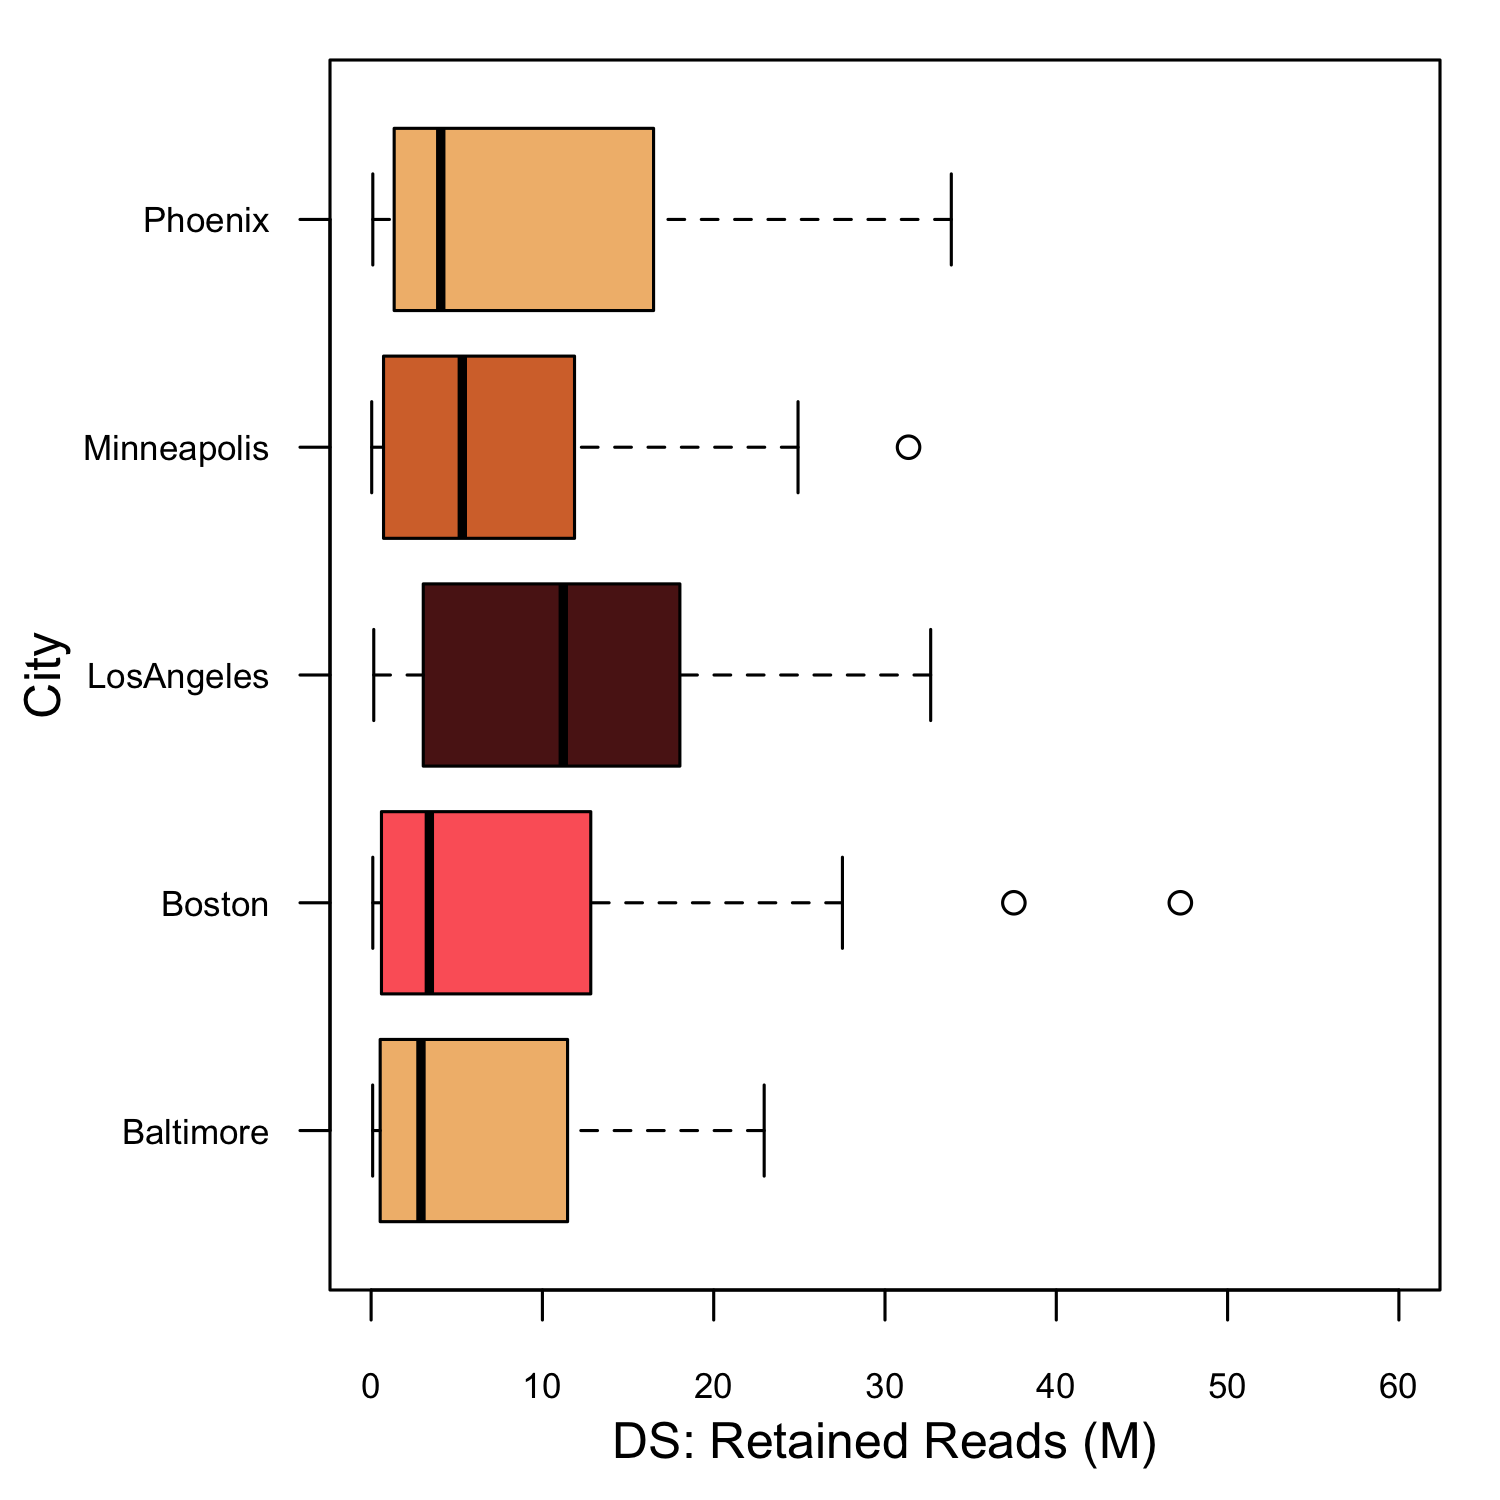 Phoenix
Minneapolis
LosAngeles
Boston
Baltimore
City
0 10 20 30 40 50 60
DS: Retained Reads (M)